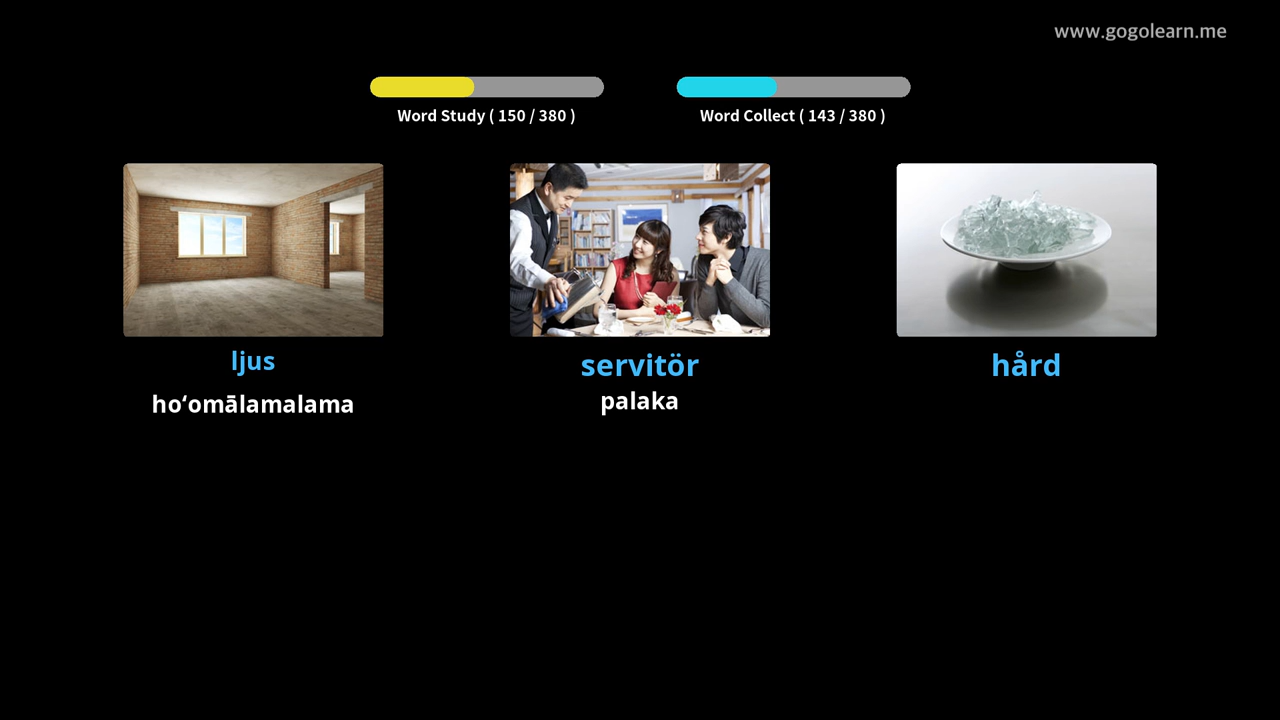 www.gogolearn.me
Word Study ( 150 / 380 )
Word Collect ( 143 / 380 )
ljus
hoʻomālamalama
servitör
palaka
hård